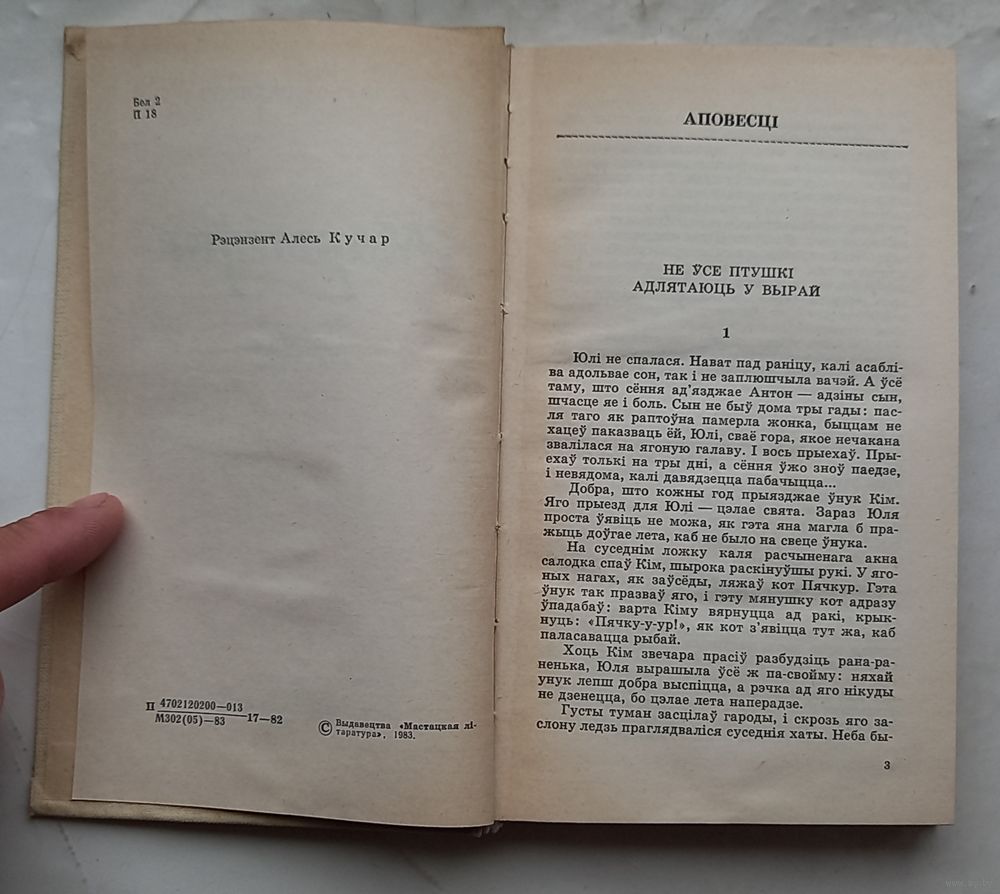 Бел 2
П 18
Рэцэнзент Алесь Кучар
П 4702120200—013
М302(05)—83 17—82
© Выдавецтва «Мастацкая лі-
таратура», 1983.
АПОВЕСЦІ
НЕ ЎСЕ ПТУШКІ
АДЛЯТАЮЦЬ У ВЫРАЙ
1
Юлі не спалася. Нават пад раніцу, калі асаблі-
ва адольвае сон, так і не заплюшчыла вачэй. А ўсё
таму, што сёння ад'язджае Антон — адзіны сын,
шчасце яе і боль. Сын не быў дома тры гады: пас-
ля таго як раптоўна памерла жонка, быццам не
хацеў паказваць ёй, Юлі, сваё гора, якое нечакана
звалілася на ягоную галаву. І вось прыехаў. Пры-
ехаў толькі на тры дні, а сёння ўжо зноў паедзе,
і невядома, калі давядзецца пабачыцца...
Добра, што кожны год прыязджае ўнук Кім.
Яго прыезд для Юлі — цэлае свята. Зараз Юля
проста ўявіць не можа, як гэта яна магла б пра-
жыць доўгае лета, каб не было на свеце ўнука.
На суседнім ложку каля расчыненага акна
салодка спаў Кім, шырока раскінуўшы рукі. У яго-
ных нагах, як заўсёды, ляжаў кот Пячкур. Гэта
ўнук так празваў яго, і гэту мянушку кот адразу
ўпадабаў: варта Кіму вярнуцца ад ракі, крык-
нуць: «Пячку-у-ур!», як кот з'явіцца тут жа, каб
паласавацца рыбай.
Хоць Кім звечара прасіў разбудзіць рана-ра-
ненька, Юля вырашыла ўсё ж па-свойму: няхай
унук лепш добра выспіцца, а рэчка ад яго нікуды
не дзенецца, бо цэлае лета наперадзе.
Густы туман засцілаў гароды, і скрозь яго за-
слону ледзь праглядваліся суседнія хаты. Неба бы-
3